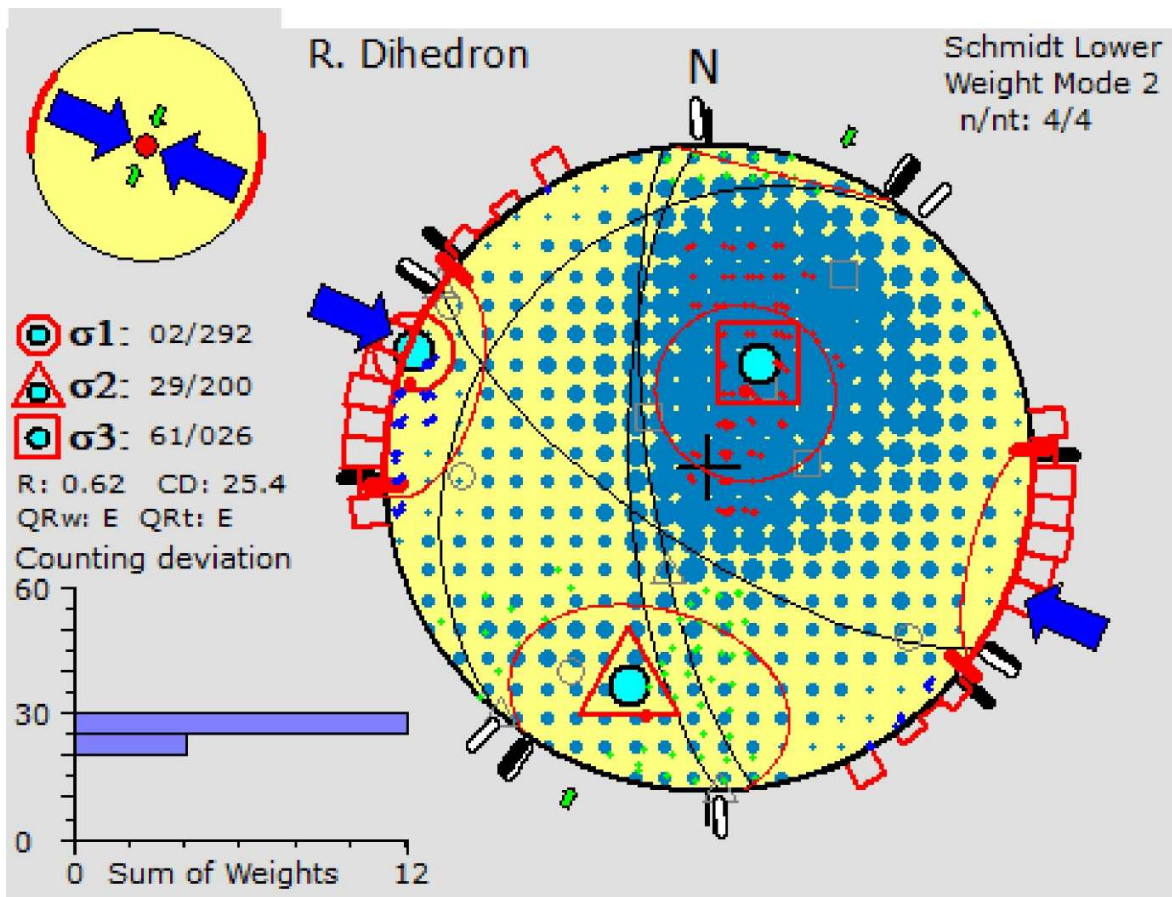 R. Dihedron
N
Schmidt Lower
Weight Mode 2
n/nt: 4/4
σ1: 02/292
σ2: 29/200
σ3: 61/026
R: 0.62 CD: 25.4
QRw: E QRt: E
Counting deviation
60
30
0
0 Sum of Weights 12